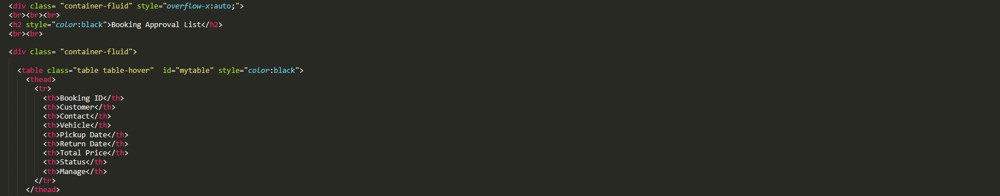 <div class= "container-fluid" style="overflow-x:auto;">
<br><br><br>
<h2 style="color:black">Booking Approval List</h2>
<br><br>
<div class= "container-fluid">
<table class="table table-hover"  id="mytable" style="color:black">
<thead>
<tr>
<th>Booking ID</th>
<th>Customer</th>
<th>Contact</th>
<th>Vehicle</th>
<th>Pickup Date</th>
<th>Return Date</th>
<th>Total Price</th>
<th>Status</th>
<th>Manage</th>
</tr>
</thead>